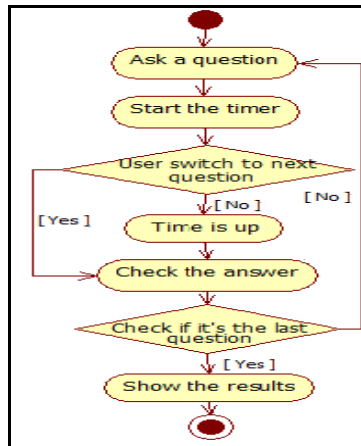 Ask a question
Start the timer
User switch to next
question
[ No ]
[ Yes ]
[ No ]
Time is up
Check the answer
Check if it's the last
question
[ Yes ]
Show the results